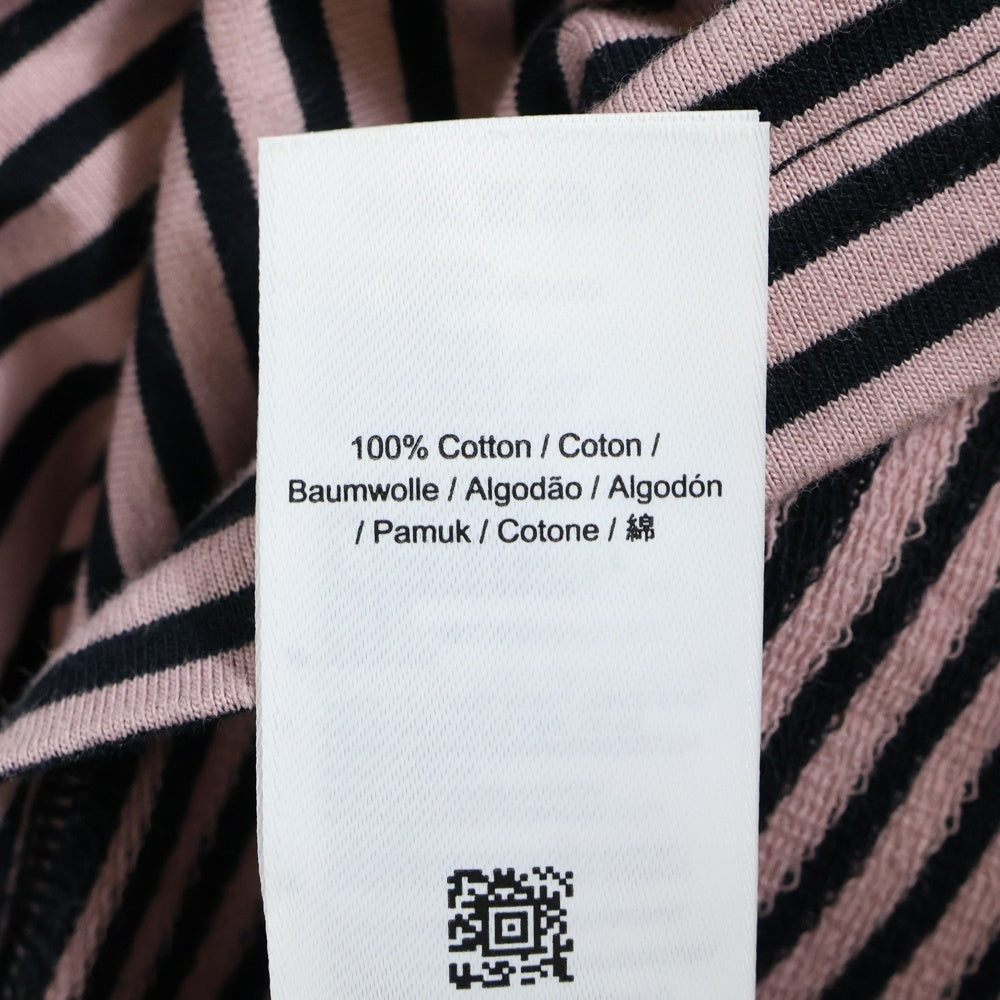 100% Cotton / Coton /
Baumwolle / Algodão / Algodón
/ Pamuk / Cotone / 綿